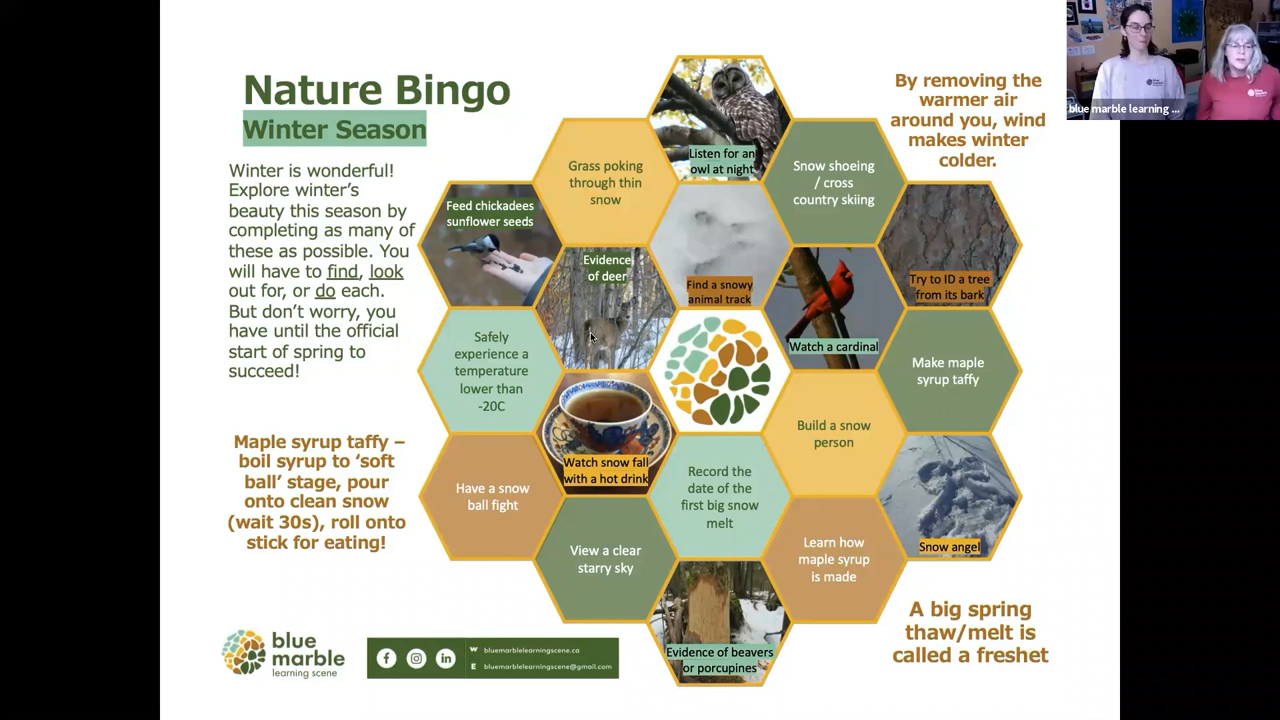 Nature Bingo
Winter Season
Winter is wonderful!
Explore winter's
beauty this season by
completing as many of
these as possible. You
will have to find, look
out for, or do each.
But don't worry, you
have until the official
start of spring to
succeed!
Maple syrup taffy –
boil syrup to 'soft
ball' stage, pour
onto clean snow
(wait 30s), roll onto
stick for eating!
Listen for an
owl at night
Grass poking
through thin
snow
Snow shoeing
/ cross
country skiing
Feed chickadees
sunflower seeds
Find a snowy
animal track
Try to ID a tree
from its bark
Evidence
of deer
Watch a cardinal
Safely
experience a
temperature
lower than
-20C
Make maple
syrup taffy
Watch snow fall
with a hot drink
Build a snow
person
Have a snow
ball fight
Record the
date of the
first big snow
melt
Snow angel
View a clear
starry sky
Learn how
maple syrup
is made
Evidence of beavers
or porcupines
By removing the
warmer air
around you, wind
makes winter
colder.
A big spring
thaw/melt is
called a freshet
blue
marble
learning scene
W bluemarblelearningscene.ca
E bluemarblelearningscene@gmail.com
blue marble learning ...